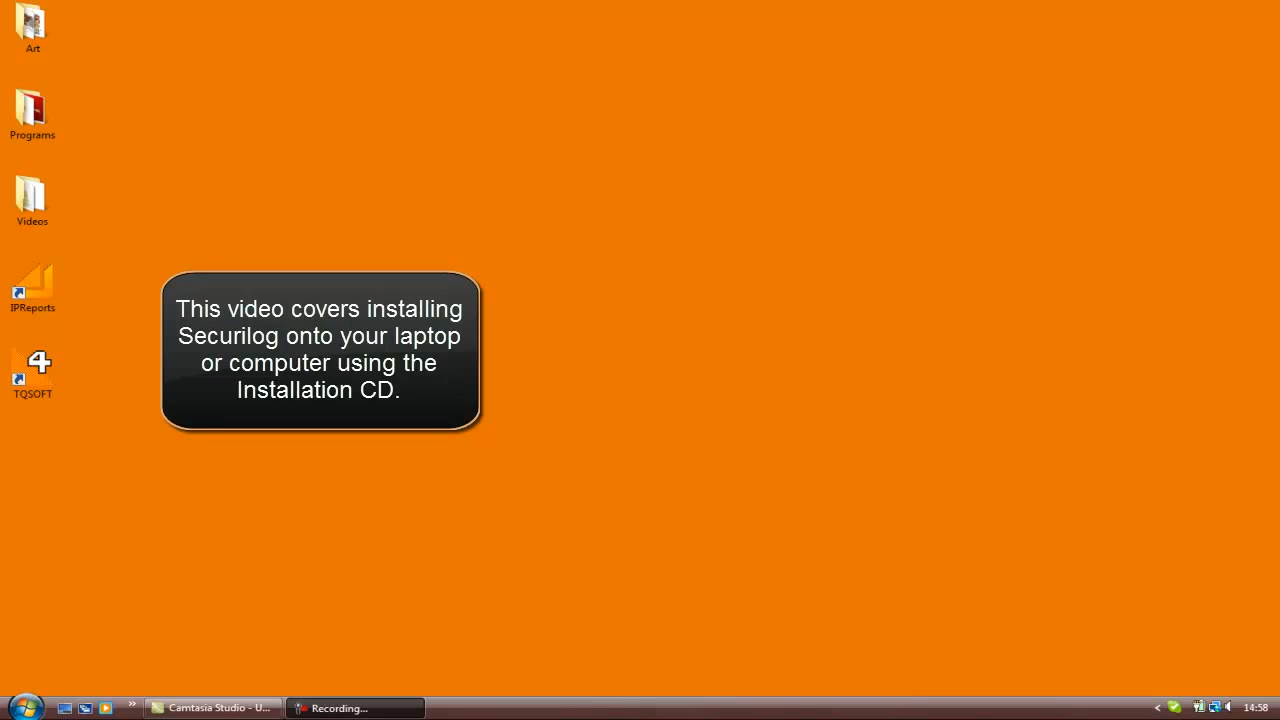 Art
Programs
Videos
IPReports
4
TQSOFT
This video covers installing
Securilog onto your laptop
or computer using the
Installation CD.
Camtasia Studio - U...
Recording...
14:58